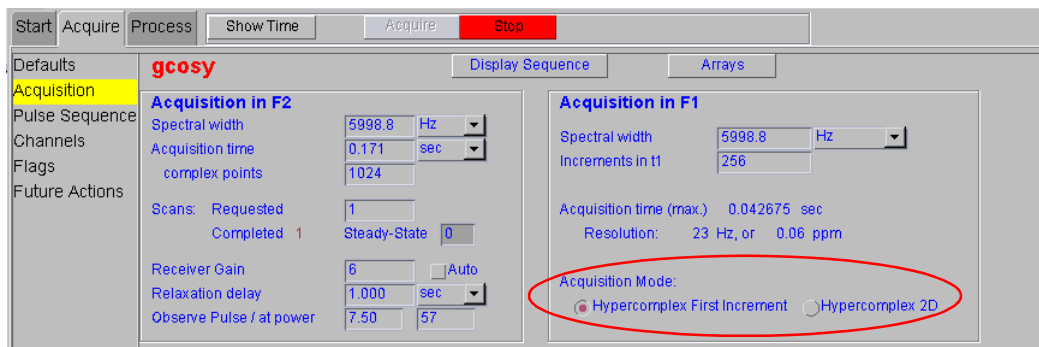 Start Acquire Process Show Time Acquire Stop
Defaults
Acquisition
Pulse Sequence
Channels
Flags
Future Actions
gcosy Display Sequence Arrays
Acquisition in F2
Spectral width 5998.8 Hz
Acquisition time 0.171 sec
complex points 1024
Scans: Requested 1
Completed 1 Steady-State 0
Receiver Gain 6 Auto
Relaxation delay 1.000 sec
Observe Pulse / at power 7.50 57
Acquisition in F1
Spectral width 5998.8 Hz
Increments in t1 256
Acquisition time (max.) 0.042675 sec
Resolution: 23 Hz, or 0.06 ppm
Acquisition Mode:
Hypercomplex First Increment Hypercomplex 2D